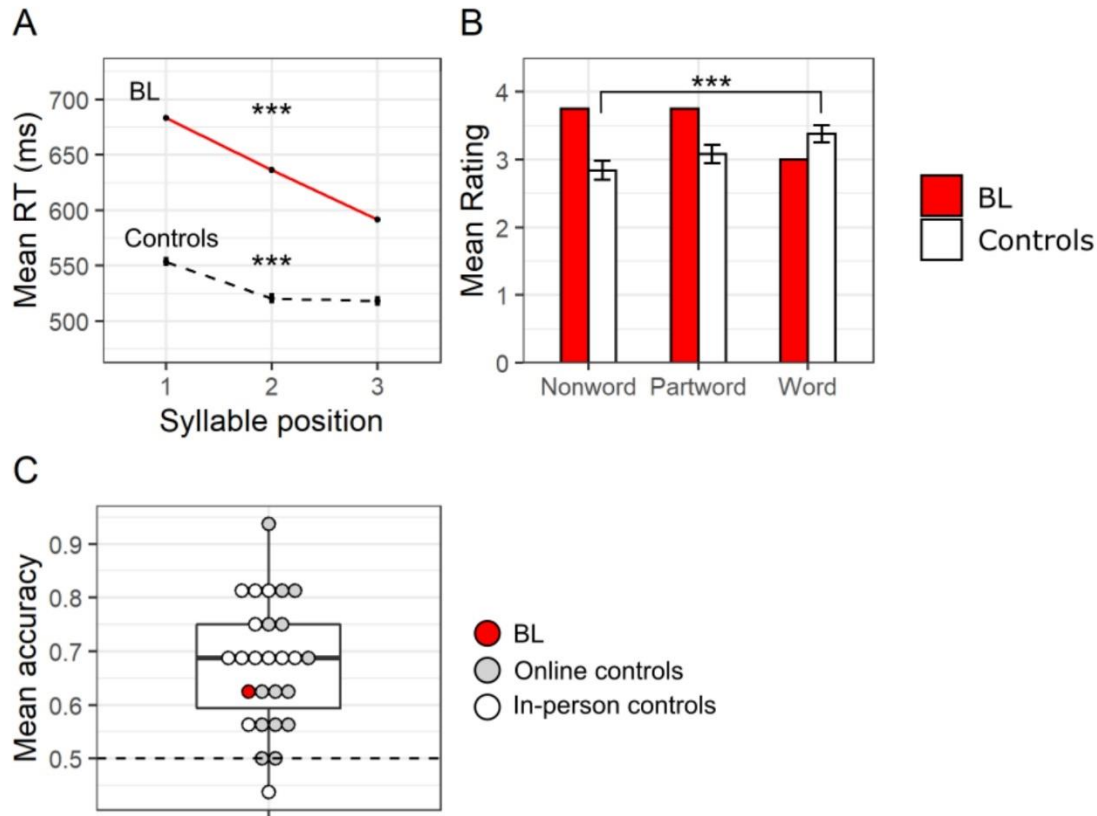 A
Mean RT (ms)
700
650
600
550
500
BL
***
Controls
***
1 2 3
Syllable position
B
Mean Rating
4
3
2
1
0
***
Nonword Partword Word
BL
Controls
C
Mean accuracy
0.9
0.8
0.7
0.6
0.5
BL
Online controls
In-person controls